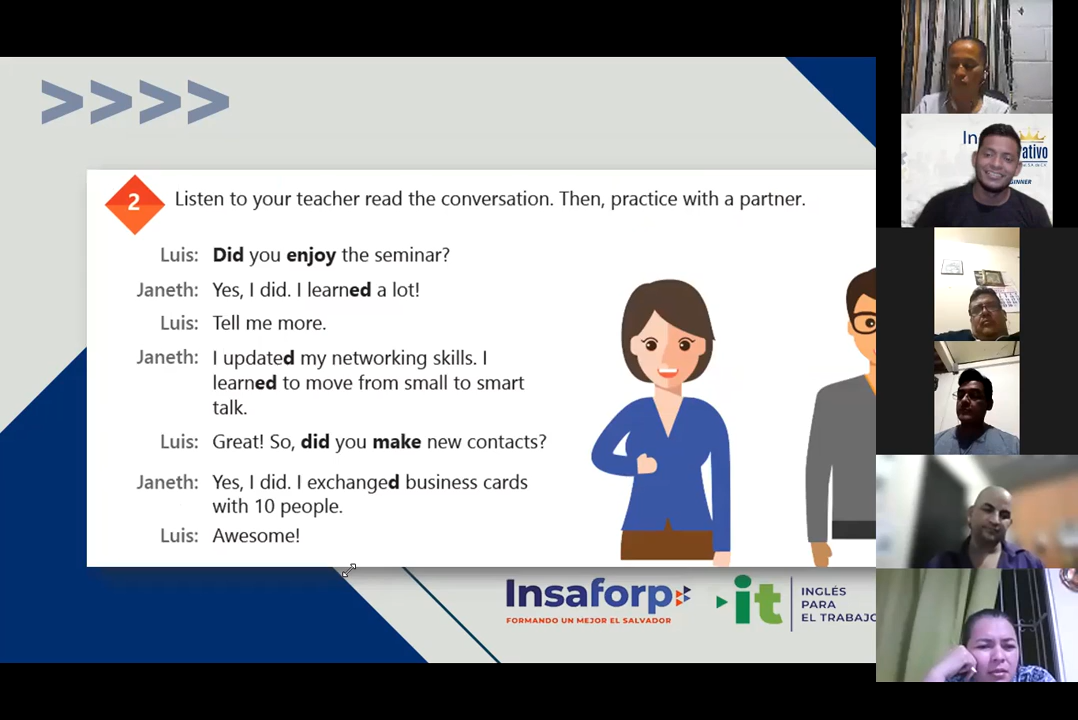 >>>>
2
Listen to your teacher read the conversation. Then, practice with a partner.
Luis: Did you enjoy the seminar?
Janeth: Yes, I did. I learned a lot!
Luis: Tell me more.
Janeth: I updated my networking skills. I
learned to move from small to smart
talk.
Luis: Great! So, did you make new contacts?
Janeth: Yes, I did. I exchanged business cards
with 10 people.
Luis: Awesome!
Insaforp
FORMANDO UN MEJOR EL SALVADOR
it
INGLÉS
PARA
EL TRABAJO
In